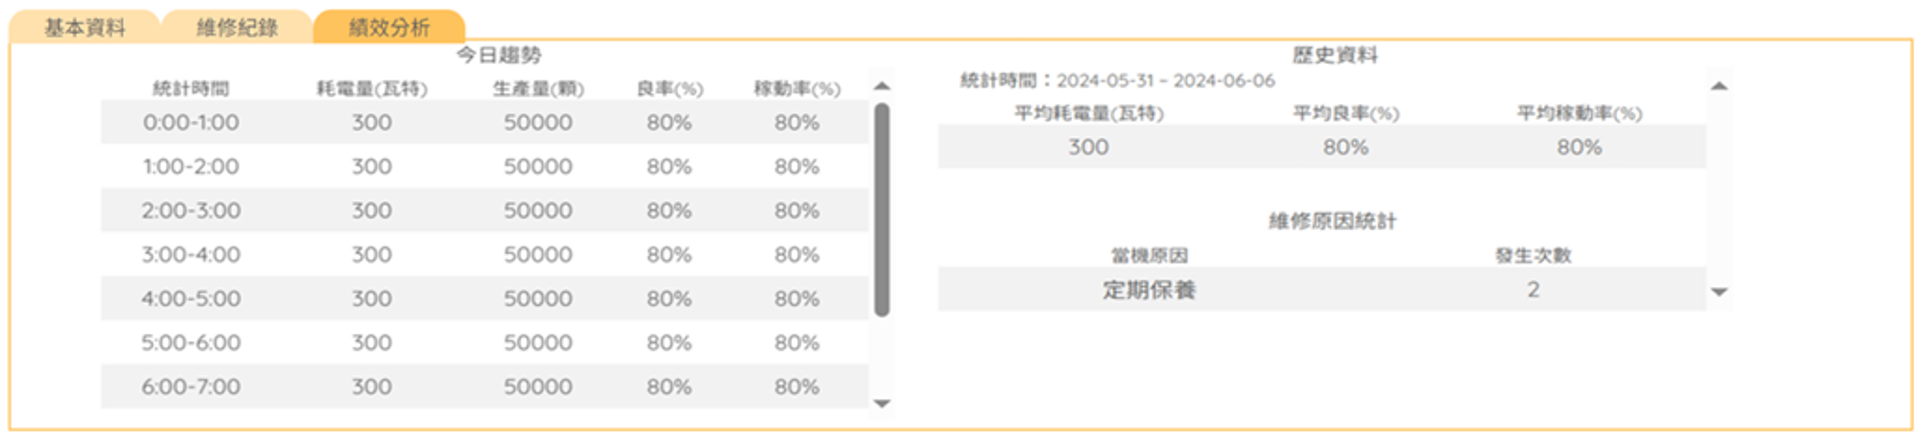 基本資料 維修紀錄 績效分析
今日趨勢
統計時間 耗電量(瓦特) 生產量(顆) 良率(%) 稼動率(%)
0:00-1:00 300 50000 80% 80%
1:00-2:00 300 50000 80% 80%
2:00-3:00 300 50000 80% 80%
3:00-4:00 300 50000 80% 80%
4:00-5:00 300 50000 80% 80%
5:00-6:00 300 50000 80% 80%
6:00-7:00 300 50000 80% 80%
歷史資料
統計時間：2024-05-31 – 2024-06-06
平均耗電量(瓦特) 平均良率(%) 平均稼動率(%)
300 80% 80%
維修原因統計
當機原因 發生次數
定期保養 2